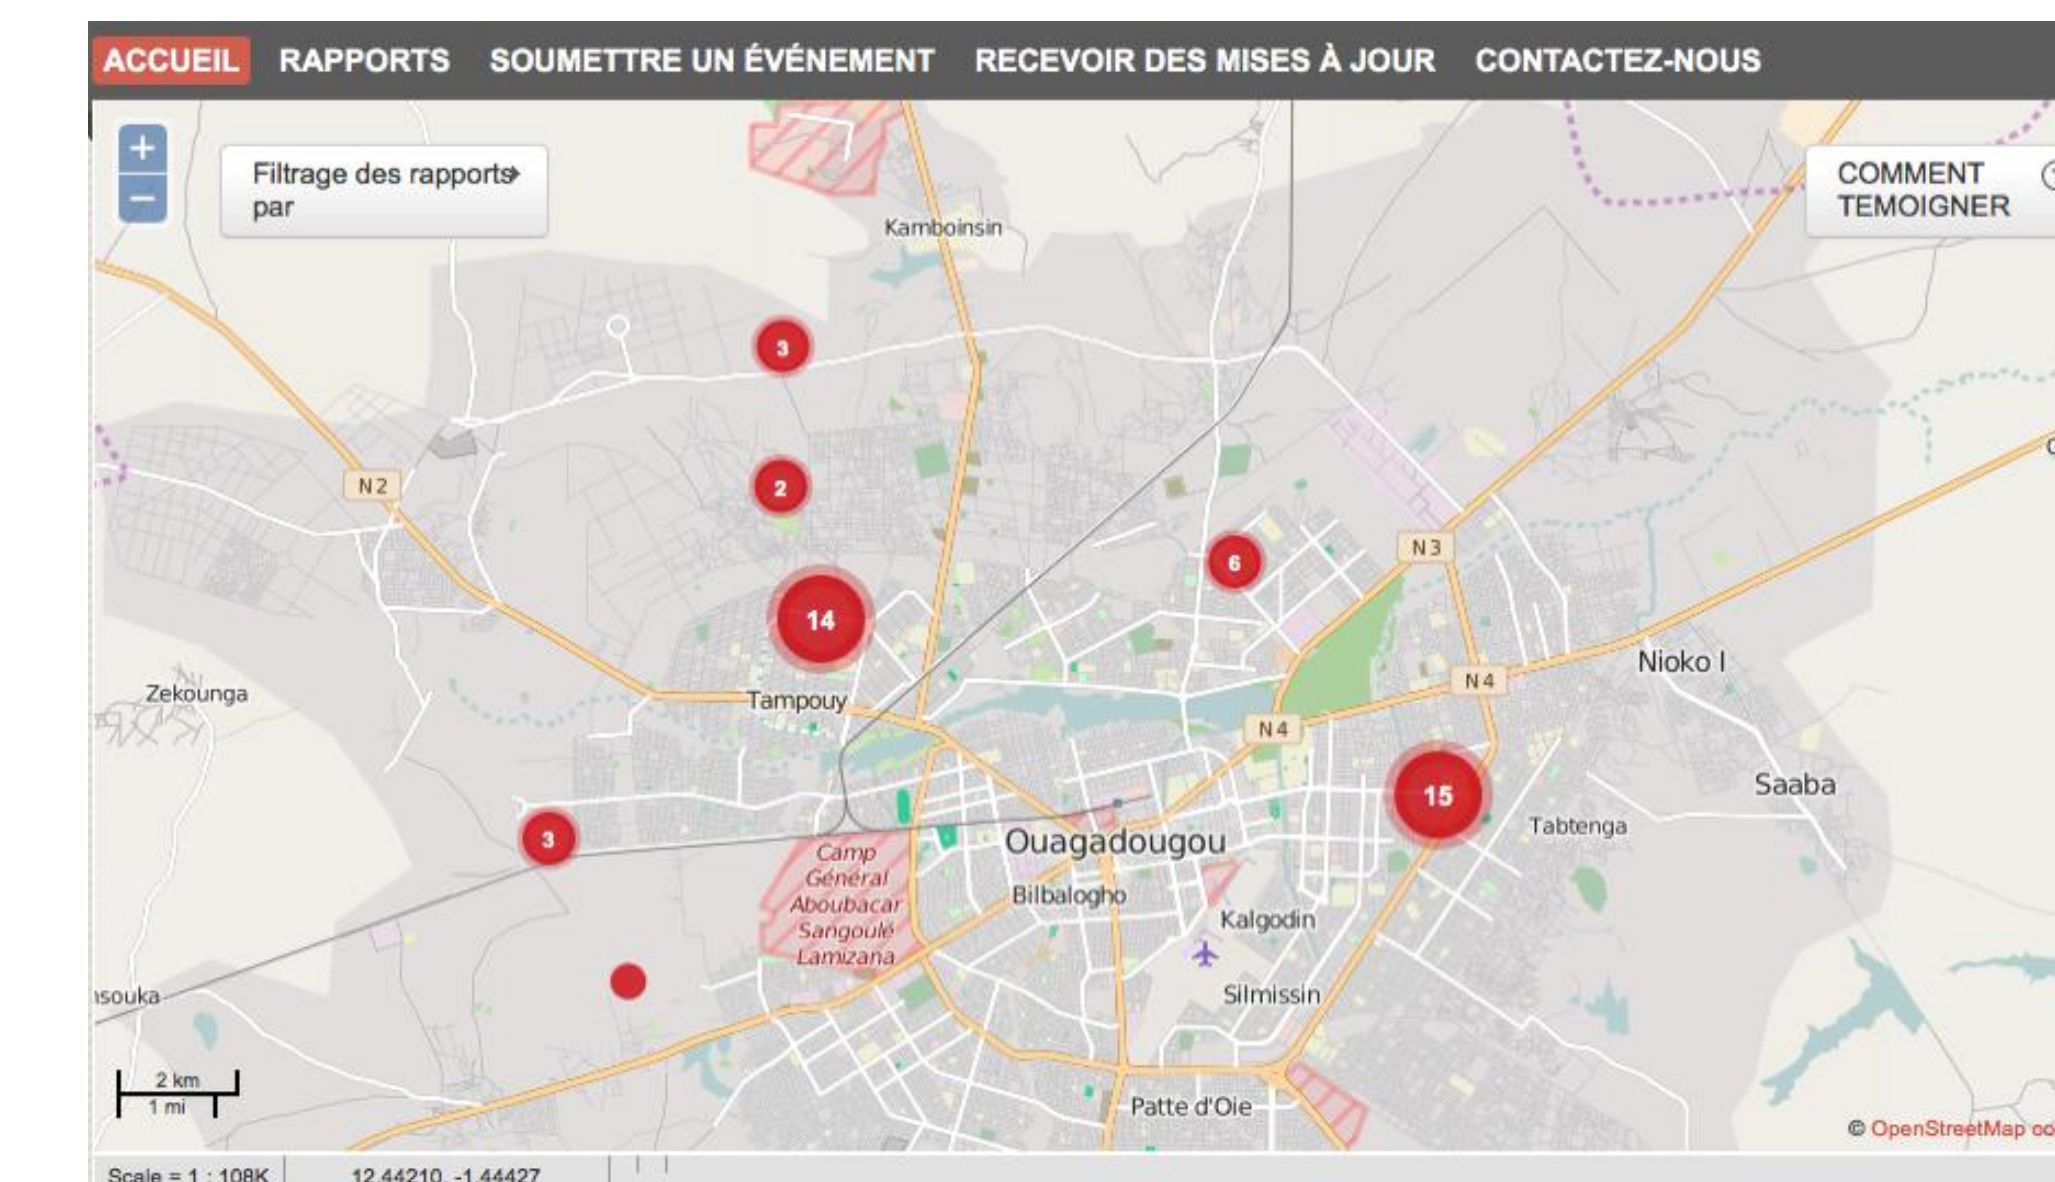 ACCUEIL RAPPORTS SOUMETTRE UN ÉVÉNEMENT RECEVOIR DES MISES À JOUR CONTACTEZ-NOUS
+
−
Filtrage des rapports
par
COMMENT
TEMOIGNER
Kamboinsin
3
N2
2
N3
6
14
Nioko I
N4
Zekounga
Tampouy
N4
Saaba
15
Tabtenga
3
Ouagadougou
Camp
Général
Aboubacar
Sangoulé
Lamizana
Bilbalogho
Kalgodin
Silmissin
nsouka
2 km
1 mi
Patte d'Oie
© OpenStreetMap
Scale = 1 : 108K
12.44210, -1.44427